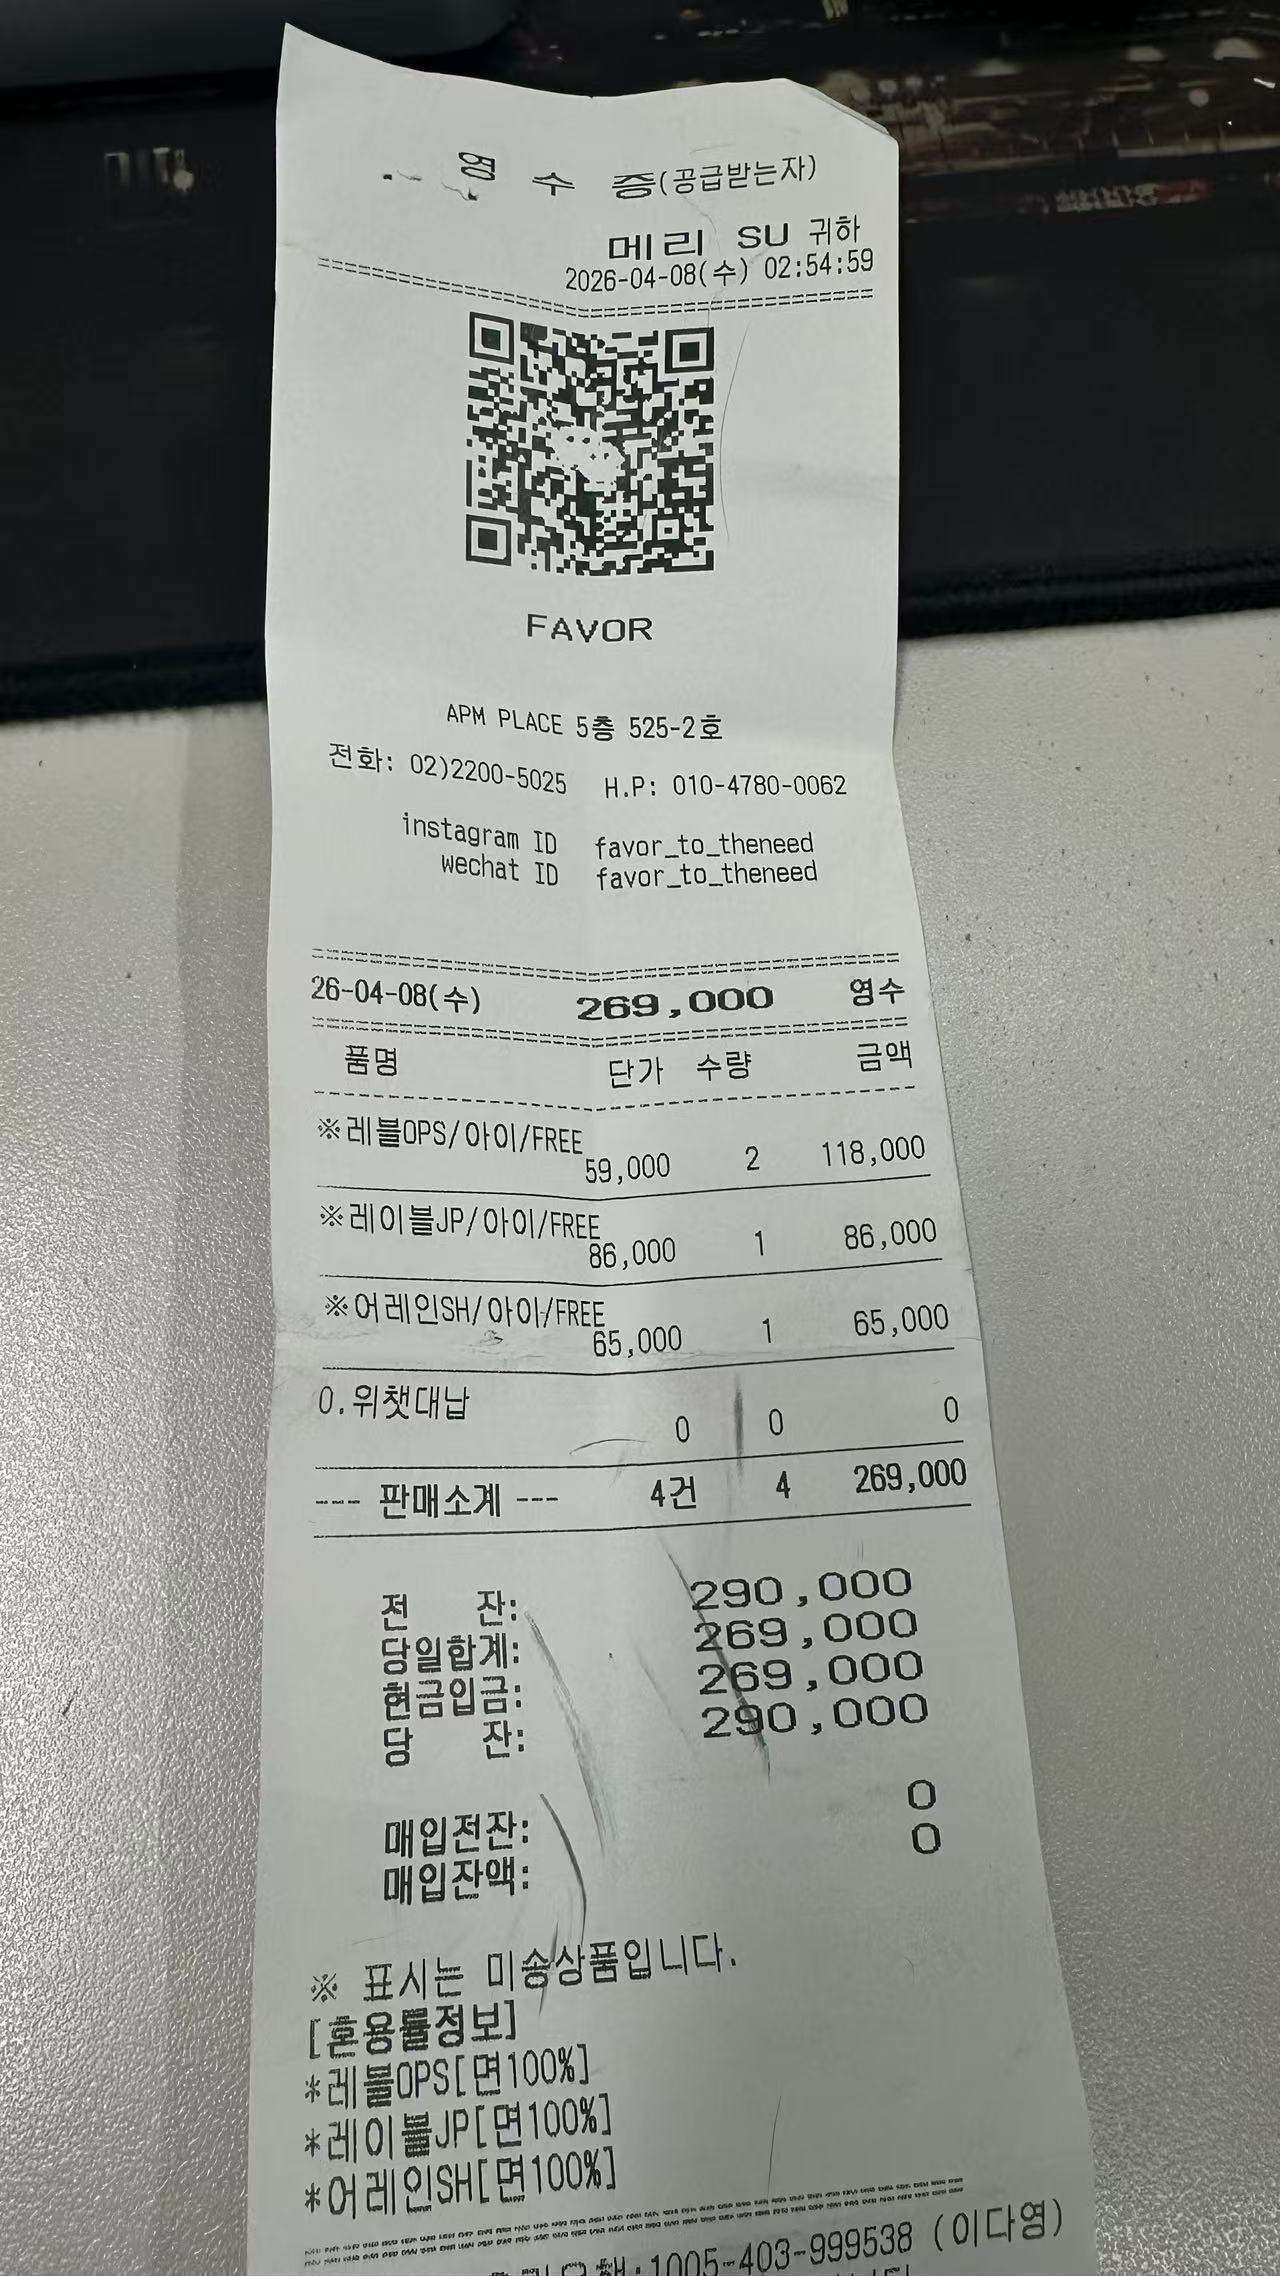 영 수 증(공급받는자)
메리 SU 귀하
2026-04-08(수) 02:54:59
FAVOR
APM PLACE 5층 525-2호
전화: 02)2200-5025 H.P: 010-4780-0062
instagram ID favor_to_theneed
wechat ID favor_to_theneed
26-04-08(수) 269,000 영수
품명 단가 수량 금액
※레블OPS/아이/FREE
59,000 2 118,000
※레이블JP/아이/FREE
86,000 1 86,000
※어레인SH/아이/FREE
65,000 1 65,000
0.위챗대납
0 0 0
--- 판매소계 --- 4건 4 269,000
전 잔: 290,000
당일합계: 269,000
현금입금: 269,000
당 잔: 290,000
매입전잔: 0
매입잔액: 0
※ 표시는 미송상품입니다.
[혼용률정보]
*레블OPS[면100%]
*레이블JP[면100%]
*어레인SH[면100%]
:1005-403-999538 (이다영)